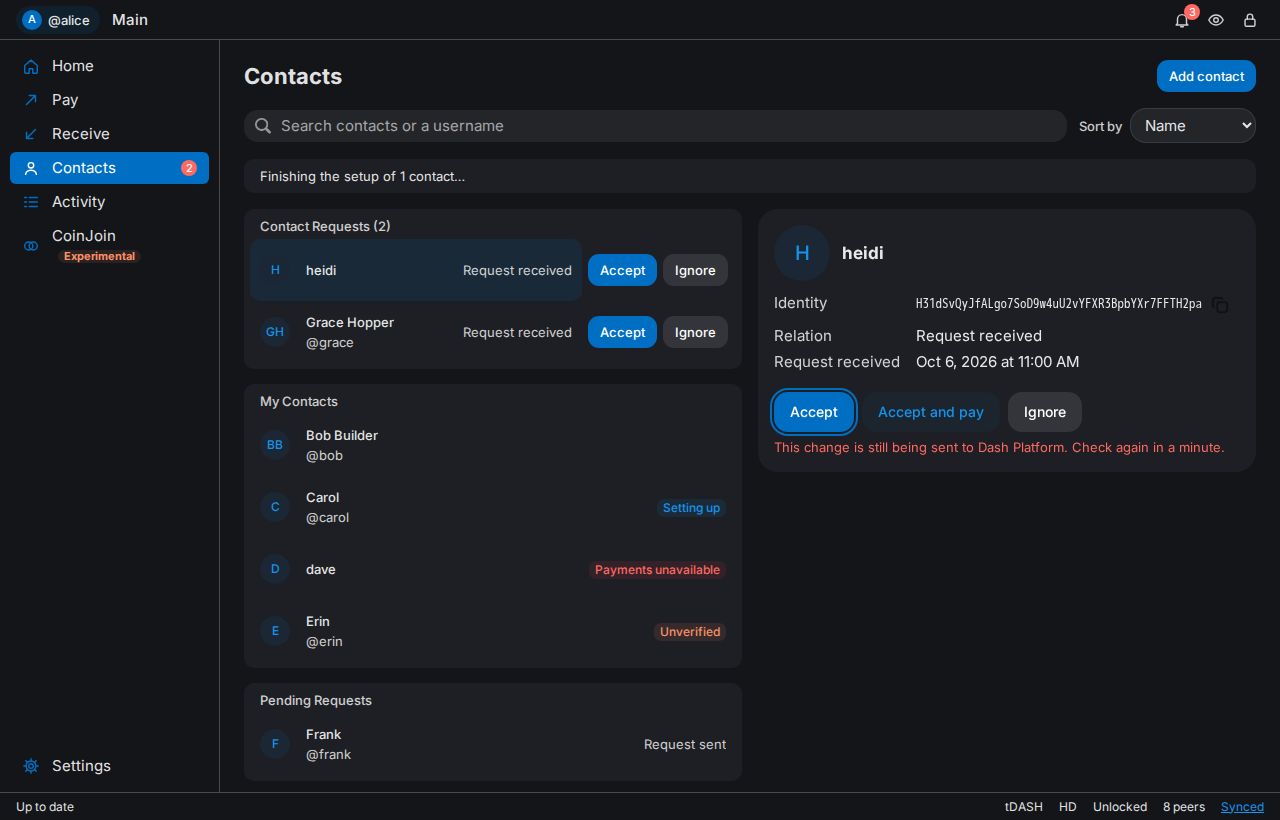 A @alice Main 3
Home
Pay
Receive
Contacts 2
Activity
CoinJoin
Experimental
Settings
Contacts
Add contact
Search contacts or a username
Sort by Name
Finishing the setup of 1 contact...
Contact Requests (2)
H heidi Request received Accept Ignore
GH Grace Hopper
@grace
Request received Accept Ignore
My Contacts
BB Bob Builder
@bob
C Carol
@carol
Setting up
D dave Payments unavailable
E Erin
@erin
Unverified
Pending Requests
F Frank
@frank
Request sent
H heidi
Identity H31dSvQyJfALgo7SoD9w4uU2vYFXR3BpbYXr7FFTH2pa
Relation Request received
Request received Oct 6, 2026 at 11:00 AM
Accept Accept and pay Ignore
This change is still being sent to Dash Platform. Check again in a minute.
Up to date tDASH HD Unlocked 8 peers Synced